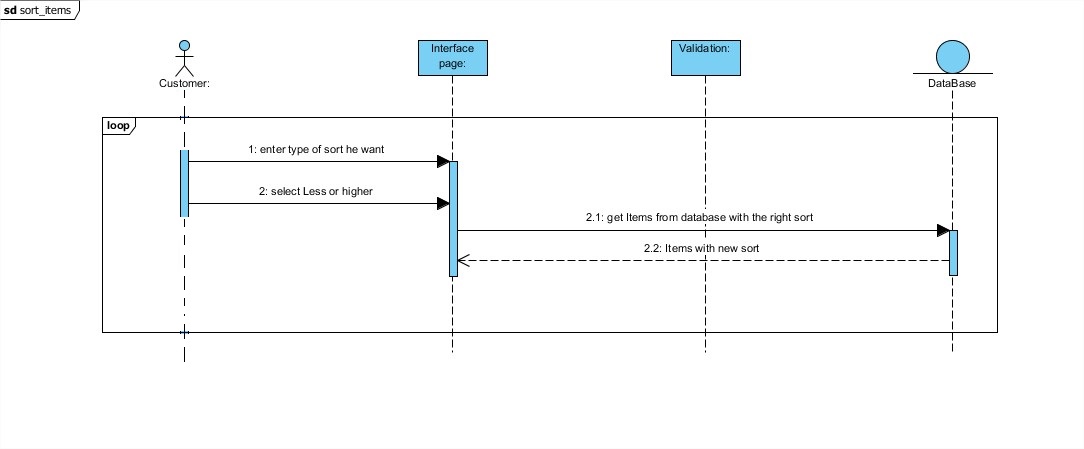 sd sort_items
Customer:
Interface
page:
Validation:
DataBase
loop
1: enter type of sort he want
2: select Less or higher
2.1: get Items from database with the right sort
2.2: Items with new sort